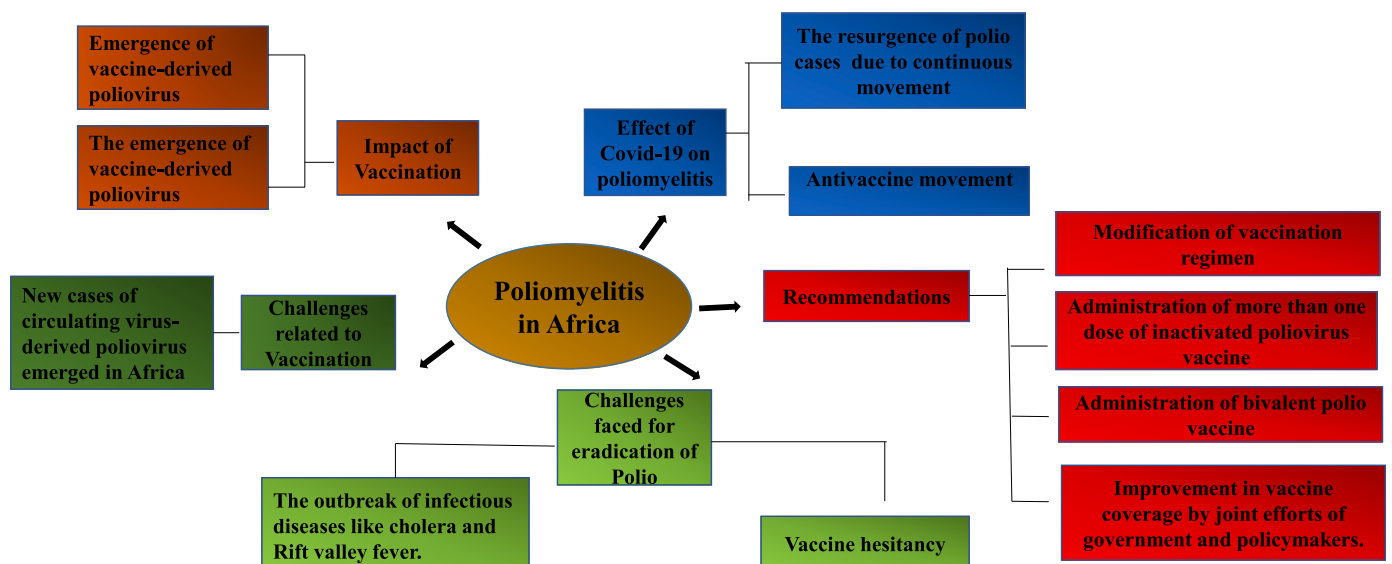 Emergence of
vaccine-derived
poliovirus
The emergence of
vaccine-derived
poliovirus
Impact of
Vaccination
Effect of
Covid-19 on
poliomyelitis
The resurgence of polio
cases due to continuous
movement
Antivaccine movement
Poliomyelitis
in Africa
New cases of
circulating virus-
derived poliovirus
emerged in Africa
Challenges
related to
Vaccination
Recommendations
Modification of vaccination
regimen
Administration of more than one
dose of inactivated poliovirus
vaccine
Administration of bivalent polio
vaccine
Improvement in vaccine
coverage by joint efforts of
government and policymakers.
Challenges
faced for
eradication of
Polio
The outbreak of infectious
diseases like cholera and
Rift valley fever.
Vaccine hesitancy